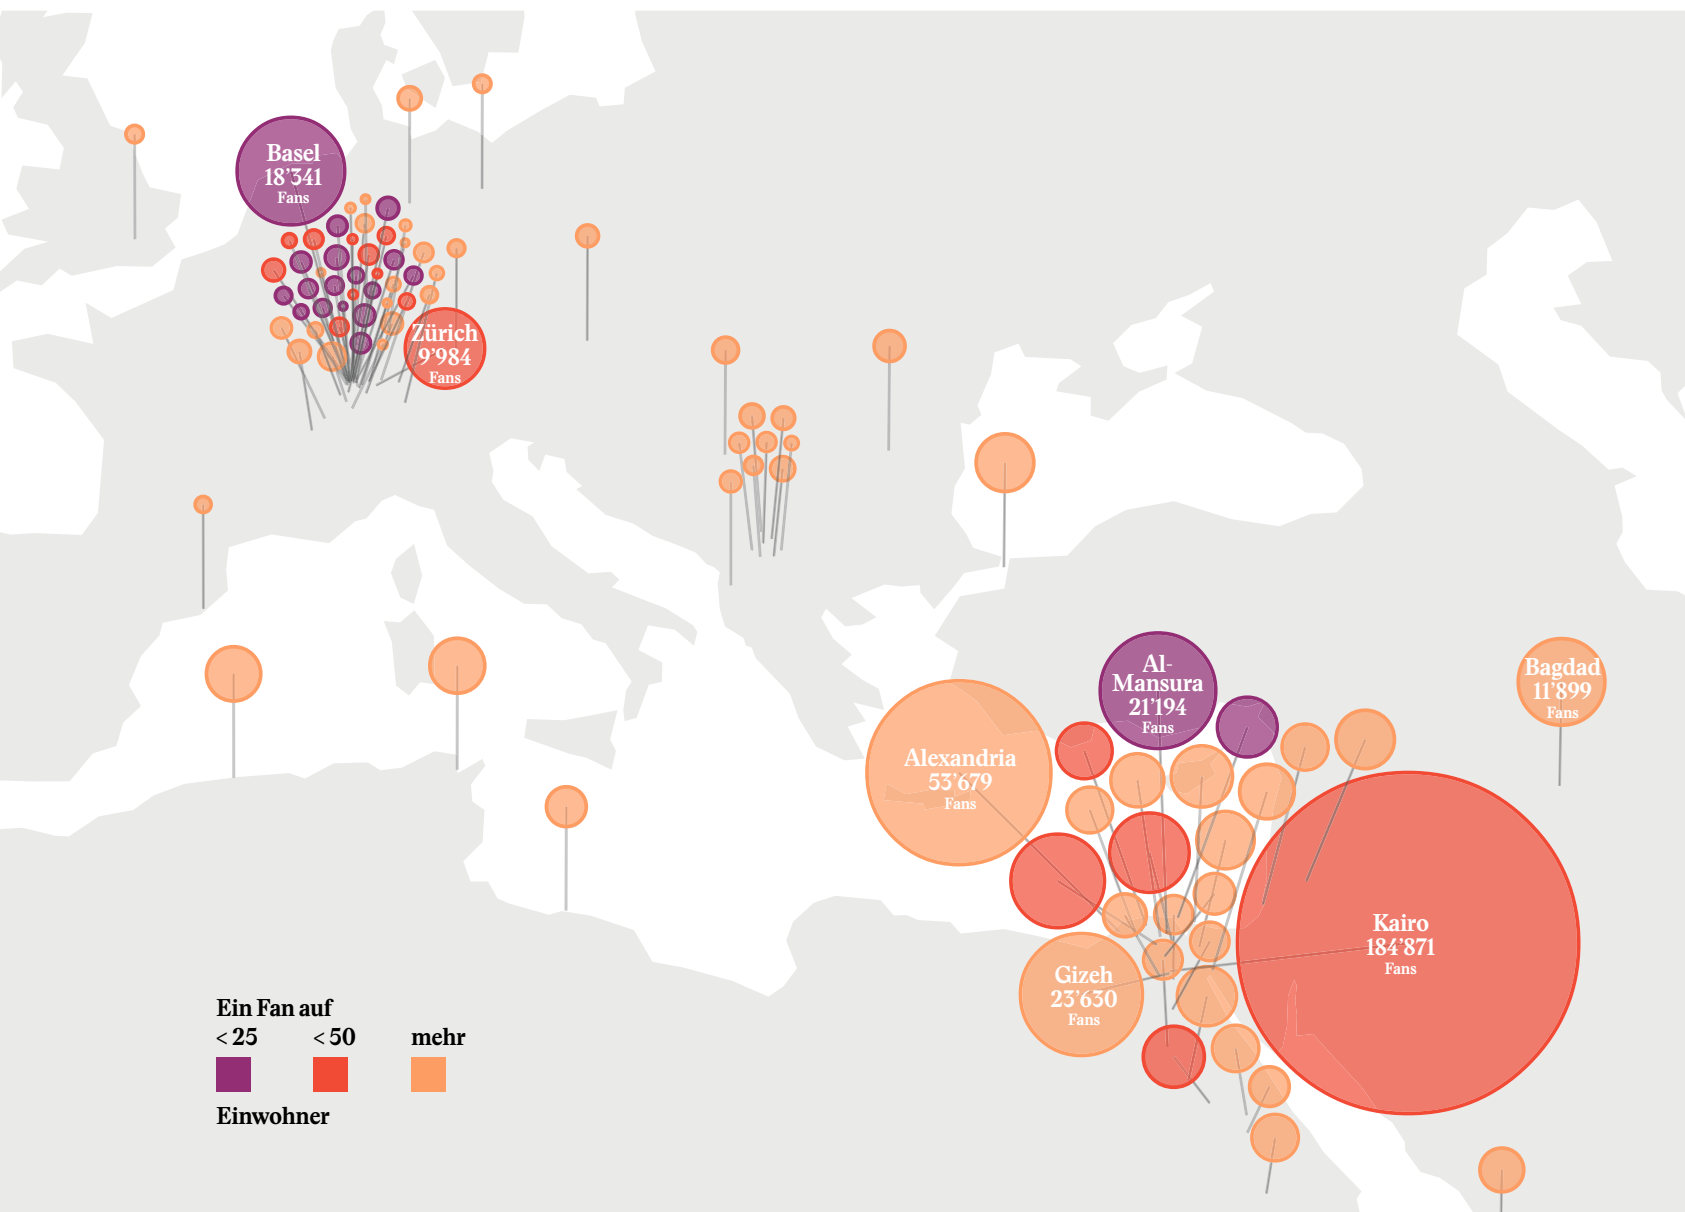 Basel
18’341
Fans
Zürich
9’984
Fans
Al-
Mansura
21’194
Fans
Bagdad
11’899
Fans
Alexandria
53’679
Fans
Kairo
184’871
Fans
Gizeh
23’630
Fans
Ein Fan auf
< 25 < 50 mehr
Einwohner